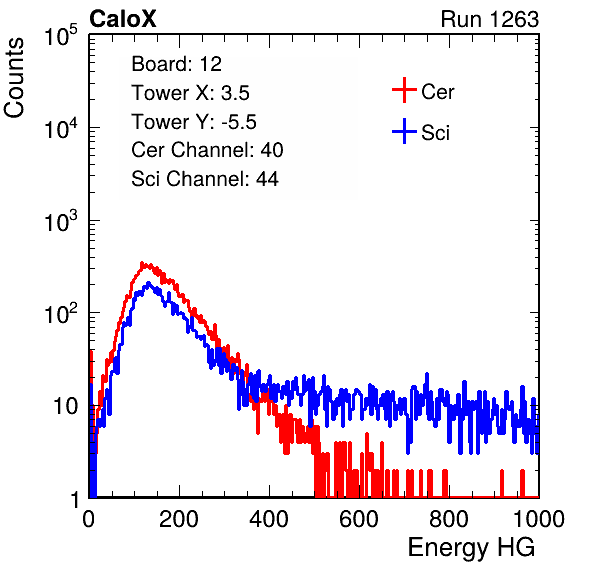 CaloX Run 1263
Counts
10^5
10^4
10^3
10^2
10
1
Board: 12
Tower X: 3.5
Tower Y: -5.5
Cer Channel: 40
Sci Channel: 44
Cer
Sci
0 200 400 600 800 1000
Energy HG